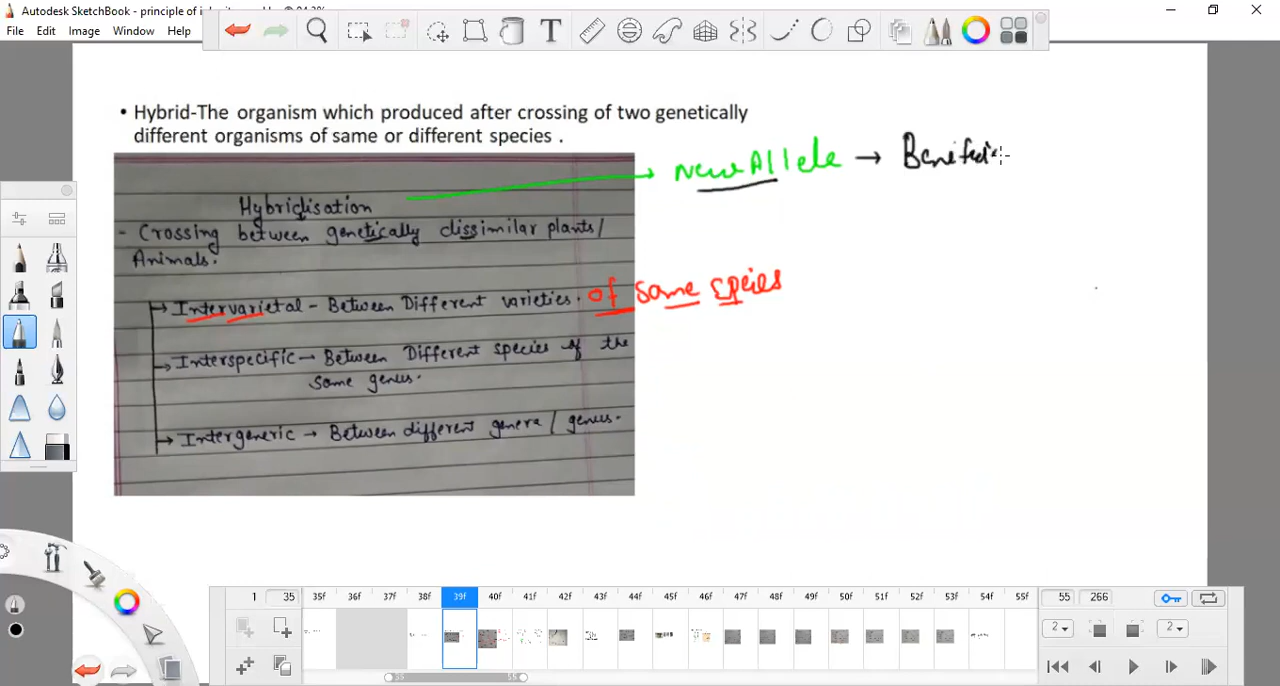 Autodesk SketchBook - principle of
File Edit Image Window Help
• Hybrid-The organism which produced after crossing of two genetically
different organisms of same or different species .
Hybridisation
New Allele →
- Crossing between genetically dissimilar plants/
Animals.
Intervarietal - Between Different varieties. of same species
Interspecific → Between Different species of the
same genus.
Intergeneric → Between different genera / genus.
1 35 35f 36f 37f 38f 39f 40f 41f 42f 43f 44f 45f 46f 47f 48f 49f 50f 51f 52f 53f 54f 55f 55 266
2 2
55 55